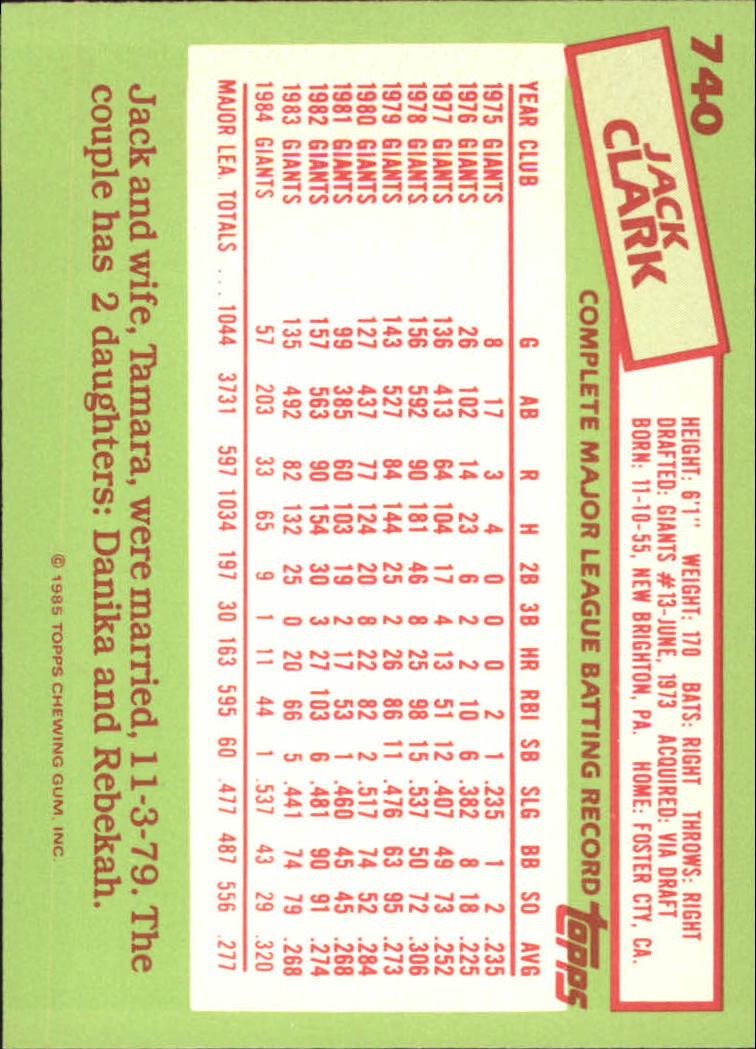 740
JACK
CLARK
HEIGHT: 6'1" WEIGHT: 170 BATS: RIGHT THROWS: RIGHT
DRAFTED: GIANTS #13-JUNE, 1973 ACQUIRED: VIA DRAFT
BORN: 11-10-55, NEW BRIGHTON, PA. HOME: FOSTER CTY, CA.
COMPLETE MAJOR LEAGUE BATTING RECORD topps
YEAR CLUB G AB R H 2B 3B HR RBI SB SLG BB SO AVG
1975 GIANTS 8 17 3 4 0 0 0 2 1 .235 1 2 .235
1976 GIANTS 26 102 14 23 6 2 2 10 6 .382 8 18 .225
1977 GIANTS 136 413 64 104 17 4 13 51 12 .407 49 73 .252
1978 GIANTS 156 592 90 181 46 8 25 98 15 .537 50 72 .306
1979 GIANTS 143 527 84 144 25 2 26 86 11 .476 63 95 .273
1980 GIANTS 127 437 77 124 20 8 22 82 2 .517 74 52 .284
1981 GIANTS 99 385 60 103 19 2 17 53 1 .460 45 45 .268
1982 GIANTS 157 563 90 154 30 3 27 103 6 .481 90 91 .274
1983 GIANTS 135 492 82 132 25 0 20 66 5 .441 74 79 .268
1984 GIANTS 57 203 33 65 9 1 11 44 1 .537 43 29 .320
MAJOR LEA. TOTALS ... 1044 3731 597 1034 197 30 163 595 60 .477 487 556 .277
Jack and wife, Tamara, were married, 11-3-79. The
couple has 2 daughters: Danika and Rebekah.
© 1985 TOPPS CHEWING GUM, INC.